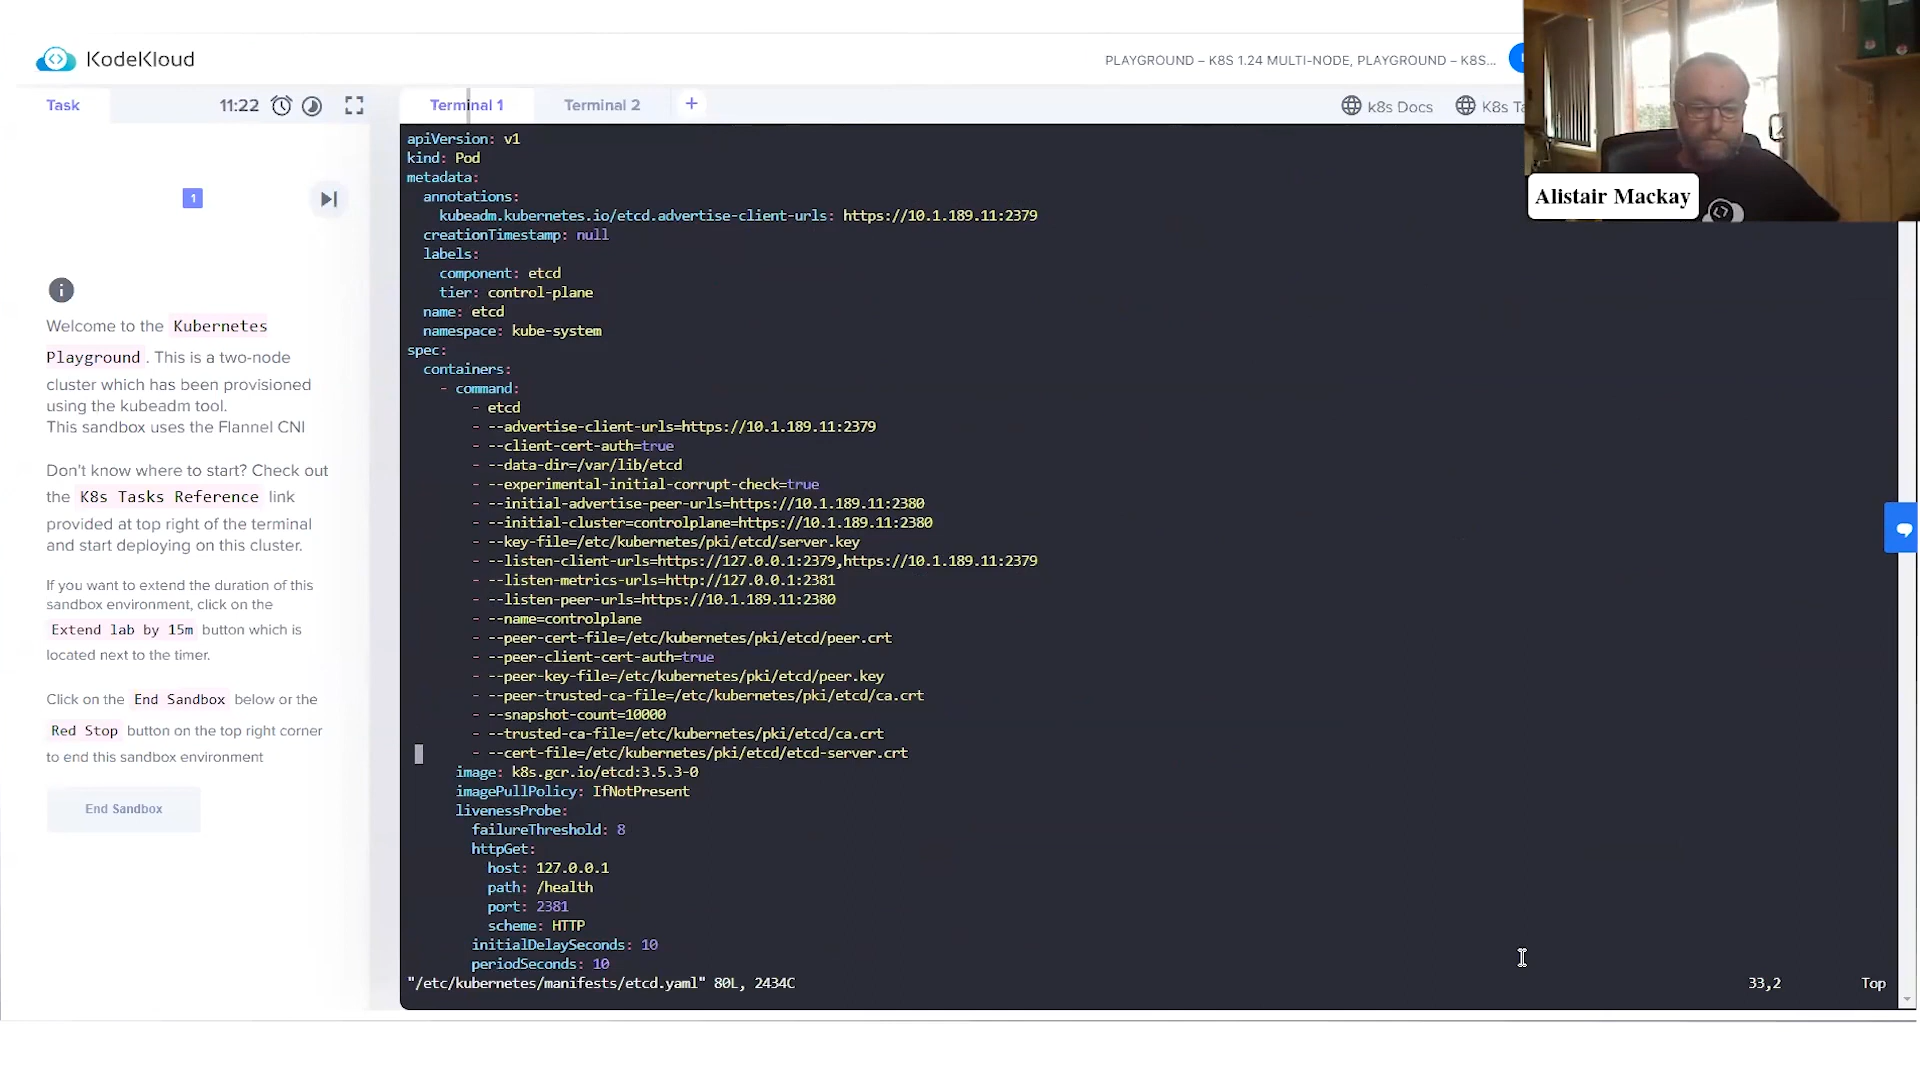 KodeKloud
PLAYGROUND – K8S 1.24 MULTI-NODE, PLAYGROUND – K8S...
Task
11:22
Terminal 1
Terminal 2
+
k8s Docs
K8s Ta
1
Welcome to the Kubernetes
Playground . This is a two-node
cluster which has been provisioned
using the kubeadm tool.
This sandbox uses the Flannel CNI
Don't know where to start? Check out
the K8s Tasks Reference link
provided at top right of the terminal
and start deploying on this cluster.
If you want to extend the duration of this
sandbox environment, click on the
Extend lab by 15m button which is
located next to the timer.
Click on the End Sandbox below or the
Red Stop button on the top right corner
to end this sandbox environment
End Sandbox
apiVersion: v1
kind: Pod
metadata:
annotations:
kubeadm.kubernetes.io/etcd.advertise-client-urls: https://10.1.189.11:2379
creationTimestamp: null
labels:
component: etcd
tier: control-plane
name: etcd
namespace: kube-system
spec:
containers:
- command:
- etcd
- --advertise-client-urls=https://10.1.189.11:2379
- --client-cert-auth=true
- --data-dir=/var/lib/etcd
- --experimental-initial-corrupt-check=true
- --initial-advertise-peer-urls=https://10.1.189.11:2380
- --initial-cluster=controlplane=https://10.1.189.11:2380
- --key-file=/etc/kubernetes/pki/etcd/server.key
- --listen-client-urls=https://127.0.0.1:2379,https://10.1.189.11:2379
- --listen-metrics-urls=http://127.0.0.1:2381
- --listen-peer-urls=https://10.1.189.11:2380
- --name=controlplane
- --peer-cert-file=/etc/kubernetes/pki/etcd/peer.crt
- --peer-client-cert-auth=true
- --peer-key-file=/etc/kubernetes/pki/etcd/peer.key
- --peer-trusted-ca-file=/etc/kubernetes/pki/etcd/ca.crt
- --snapshot-count=10000
- --trusted-ca-file=/etc/kubernetes/pki/etcd/ca.crt
- --cert-file=/etc/kubernetes/pki/etcd/etcd-server.crt
image: k8s.gcr.io/etcd:3.5.3-0
imagePullPolicy: IfNotPresent
livenessProbe:
failureThreshold: 8
httpGet:
host: 127.0.0.1
path: /health
port: 2381
scheme: HTTP
initialDelaySeconds: 10
periodSeconds: 10
"/etc/kubernetes/manifests/etcd.yaml" 80L, 2434C
33,2
Top
Alistair Mackay